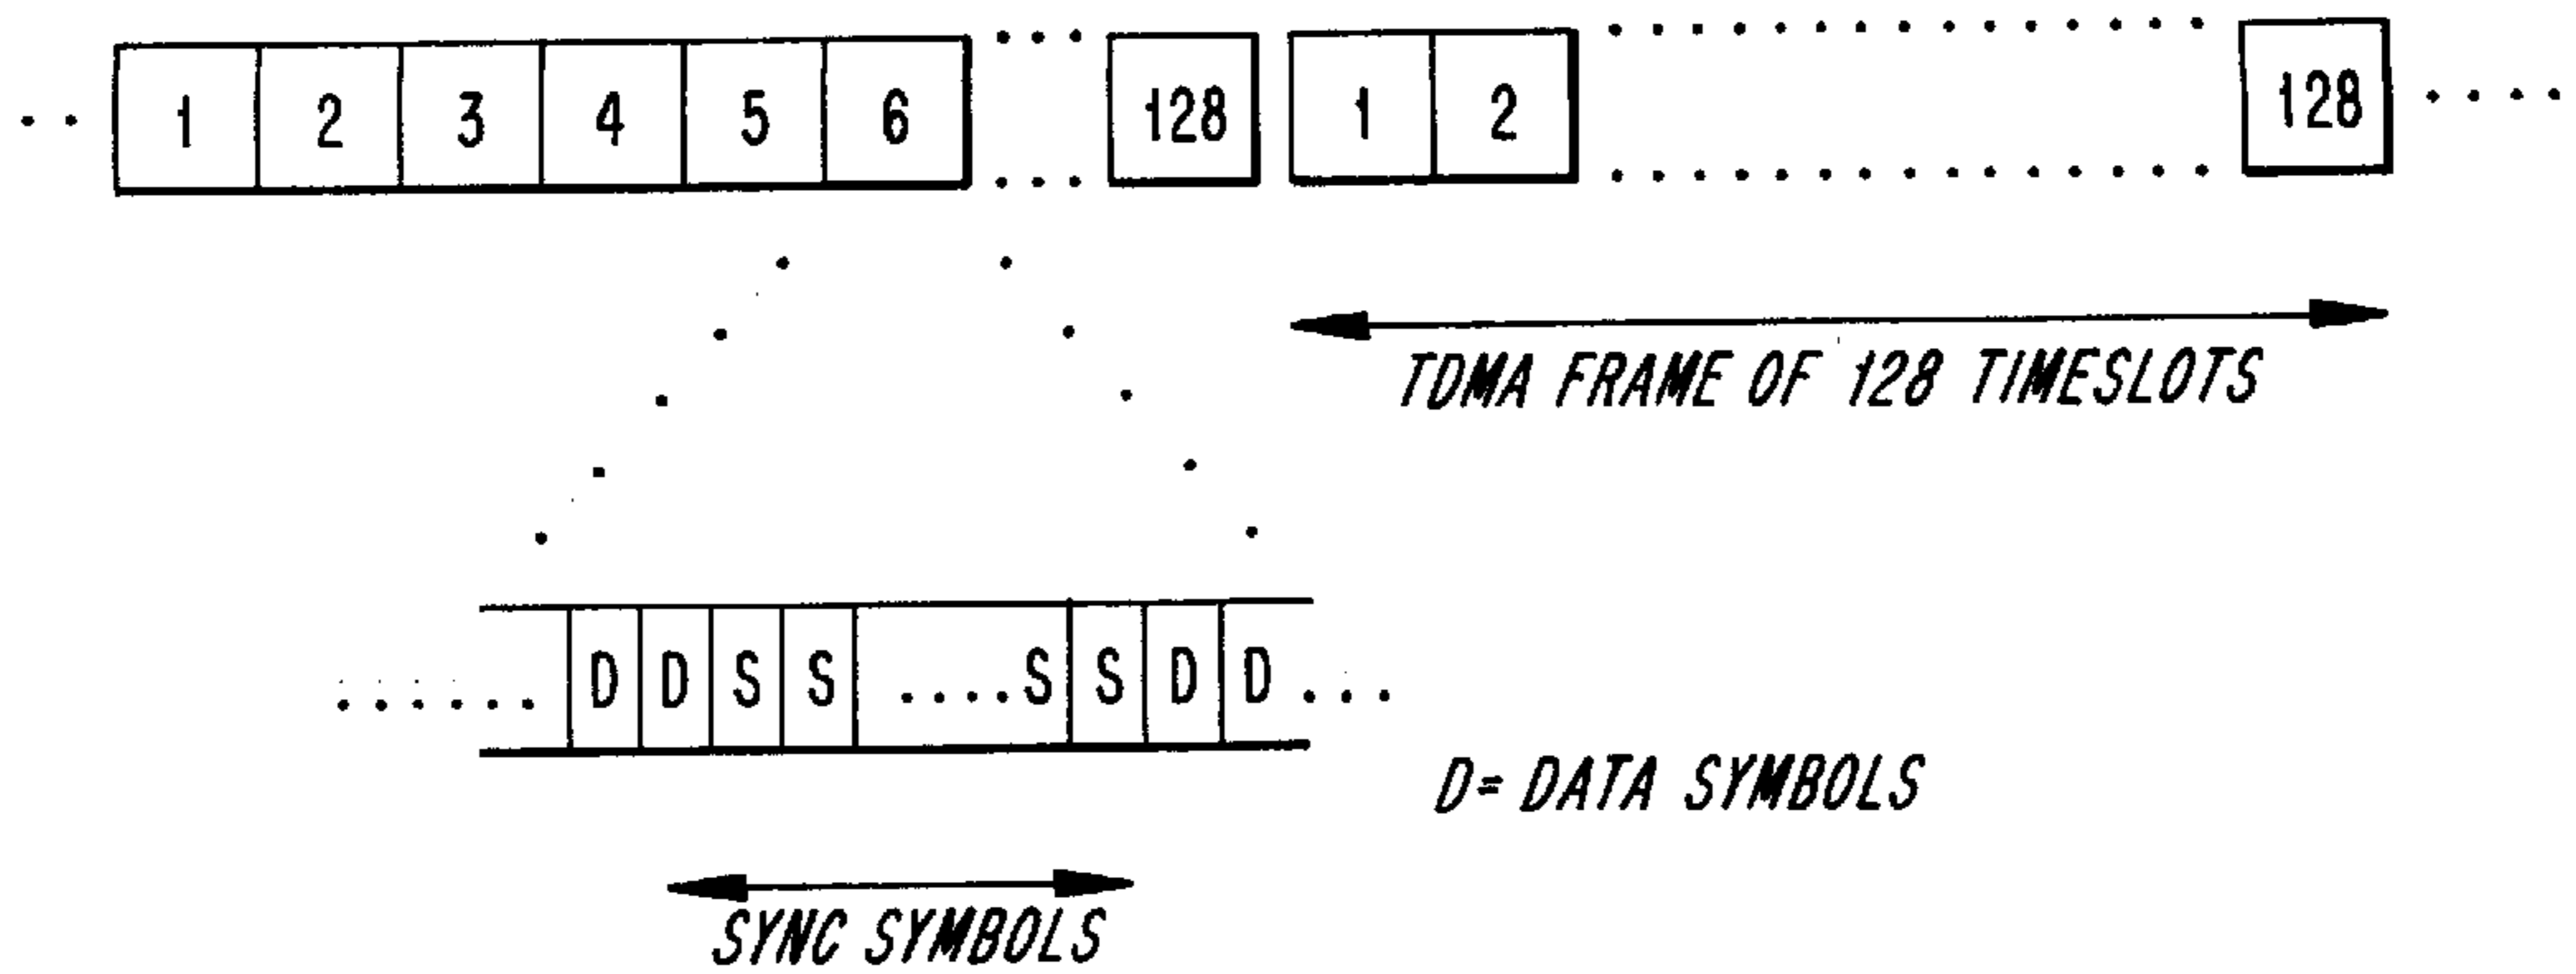 .. 1 2 3 4 5 6 ... 128 1 2 .............. 128 ....
TDMA FRAME OF 128 TIMESLOTS
...... D D S S ....S S D D ...
D= DATA SYMBOLS
SYNC SYMBOLS